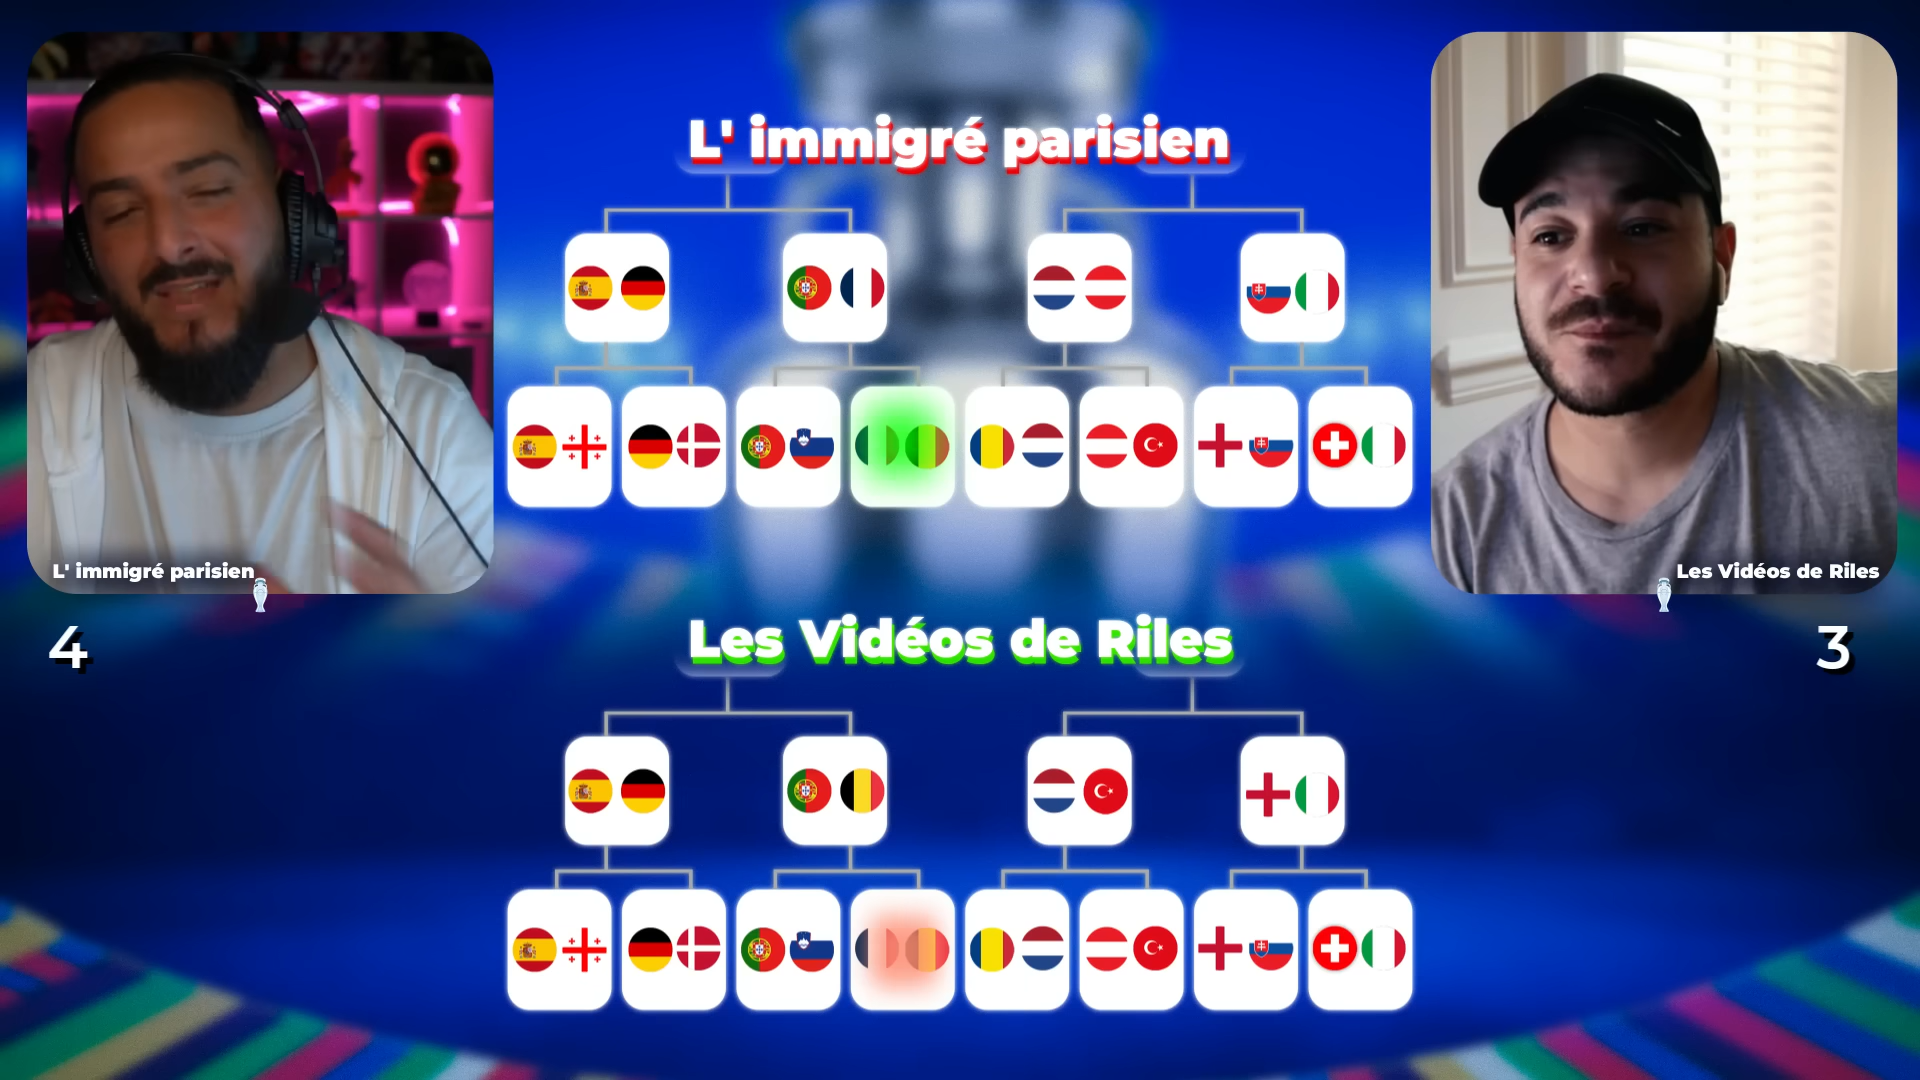 L' immigré parisien
L' immigré parisien
Les Vidéos de Riles
4
3
Les Vidéos de Riles